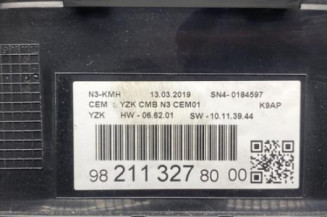 N3-KMH 13.03.2019 SN4-0184597
CEM : YZK CMB N3 CEM01 K9AP
YZK HW - 06.62.01 SW - 10.11.39.44
98 211 327 80 00